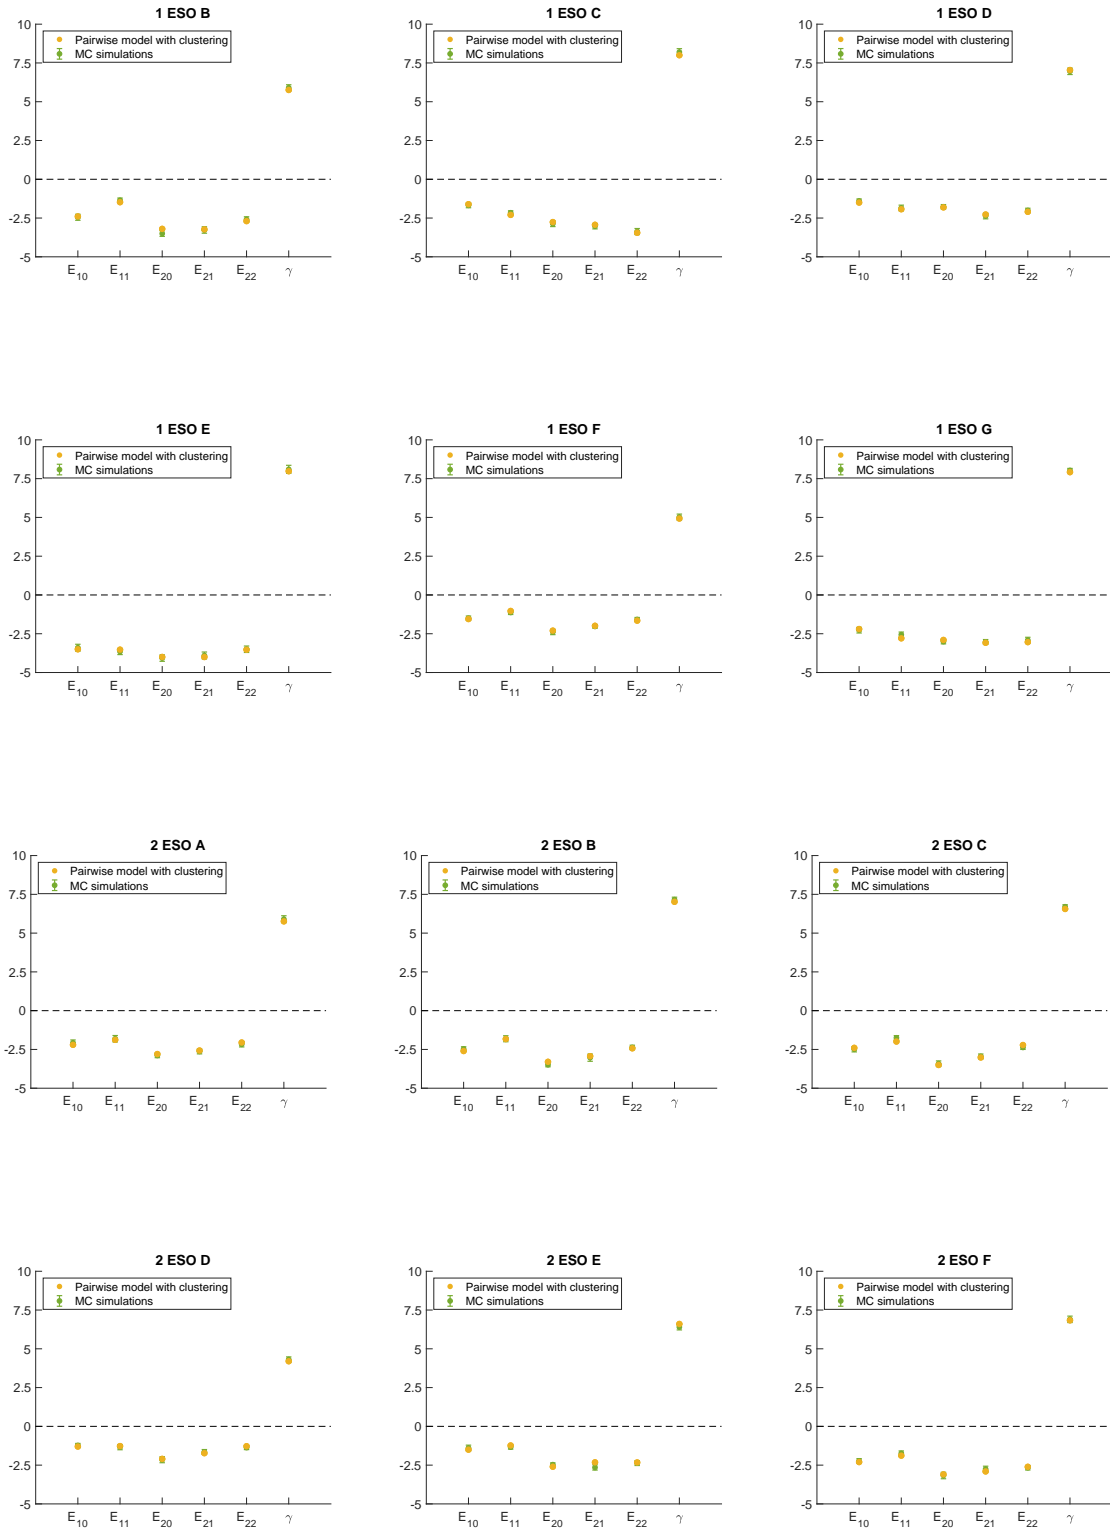 1 ESO B
10
7.5
5
2.5
0
-2.5
-5
Pairwise model with clustering
MC simulations
E10 E11 E20 E21 E22 γ
1 ESO C
10
7.5
5
2.5
0
-2.5
-5
Pairwise model with clustering
MC simulations
E10 E11 E20 E21 E22 γ
1 ESO D
10
7.5
5
2.5
0
-2.5
-5
Pairwise model with clustering
MC simulations
E10 E11 E20 E21 E22 γ
1 ESO E
10
7.5
5
2.5
0
-2.5
-5
Pairwise model with clustering
MC simulations
E10 E11 E20 E21 E22 γ
1 ESO F
10
7.5
5
2.5
0
-2.5
-5
Pairwise model with clustering
MC simulations
E10 E11 E20 E21 E22 γ
1 ESO G
10
7.5
5
2.5
0
-2.5
-5
Pairwise model with clustering
MC simulations
E10 E11 E20 E21 E22 γ
2 ESO A
10
7.5
5
2.5
0
-2.5
-5
Pairwise model with clustering
MC simulations
E10 E11 E20 E21 E22 γ
2 ESO B
10
7.5
5
2.5
0
-2.5
-5
Pairwise model with clustering
MC simulations
E10 E11 E20 E21 E22 γ
2 ESO C
10
7.5
5
2.5
0
-2.5
-5
Pairwise model with clustering
MC simulations
E10 E11 E20 E21 E22 γ
2 ESO D
10
7.5
5
2.5
0
-2.5
-5
Pairwise model with clustering
MC simulations
E10 E11 E20 E21 E22 γ
2 ESO E
10
7.5
5
2.5
0
-2.5
-5
Pairwise model with clustering
MC simulations
E10 E11 E20 E21 E22 γ
2 ESO F
10
7.5
5
2.5
0
-2.5
-5
Pairwise model with clustering
MC simulations
E10 E11 E20 E21 E22 γ